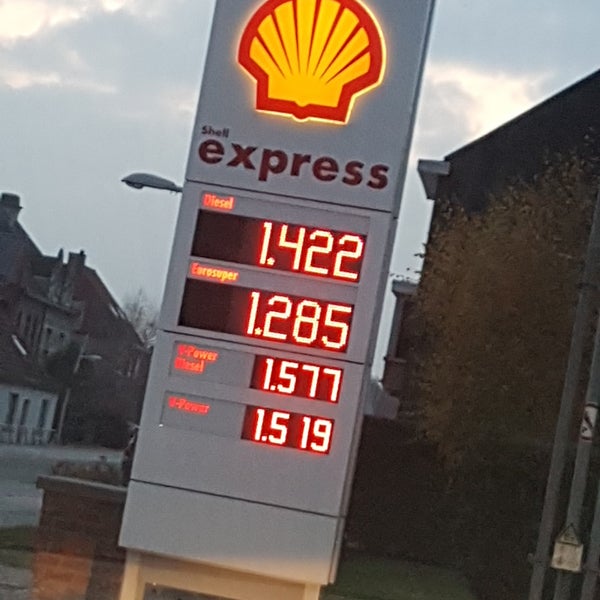 Shell
express
Diesel
1.422
Eurosuper
1.285
V-Power
Diesel
1.577
V-Power
1.519